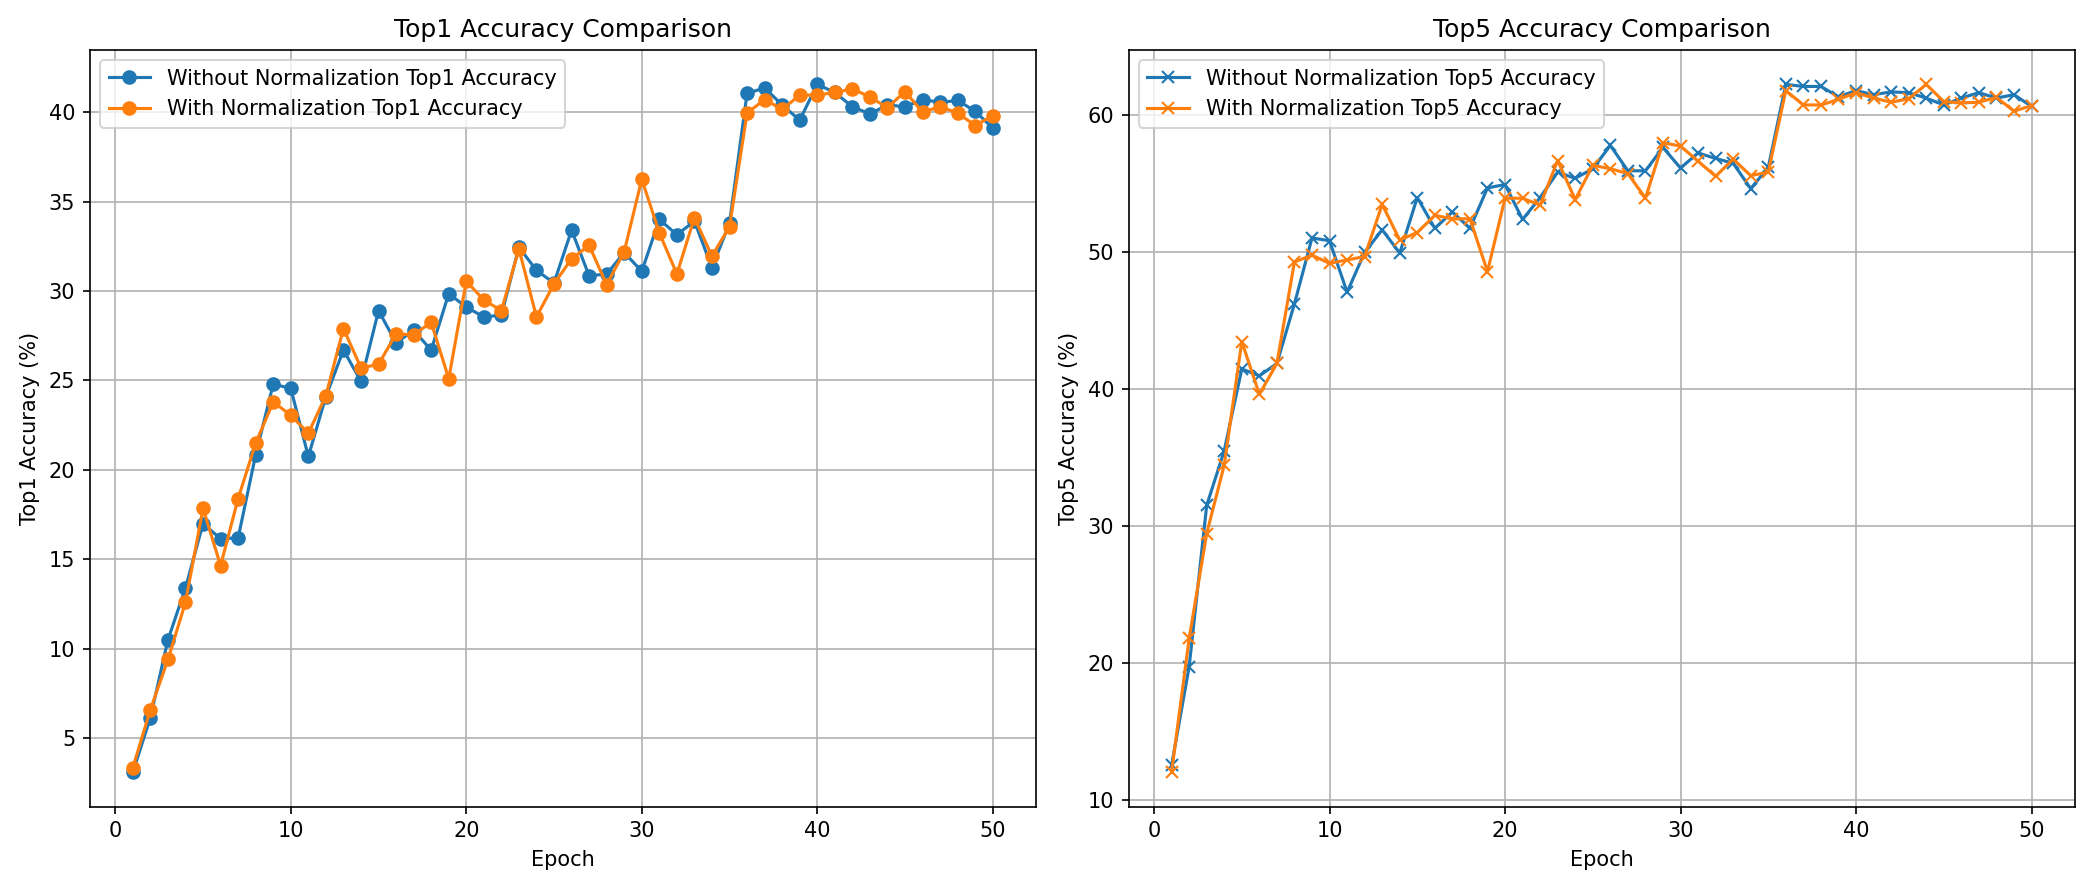 Top1 Accuracy Comparison
Without Normalization Top1 Accuracy
With Normalization Top1 Accuracy
Top1 Accuracy (%)
40
35
30
25
20
15
10
5
0
10
20
30
40
50
Epoch
Top5 Accuracy Comparison
Without Normalization Top5 Accuracy
With Normalization Top5 Accuracy
Top5 Accuracy (%)
60
50
40
30
20
10
0
10
20
30
40
50
Epoch